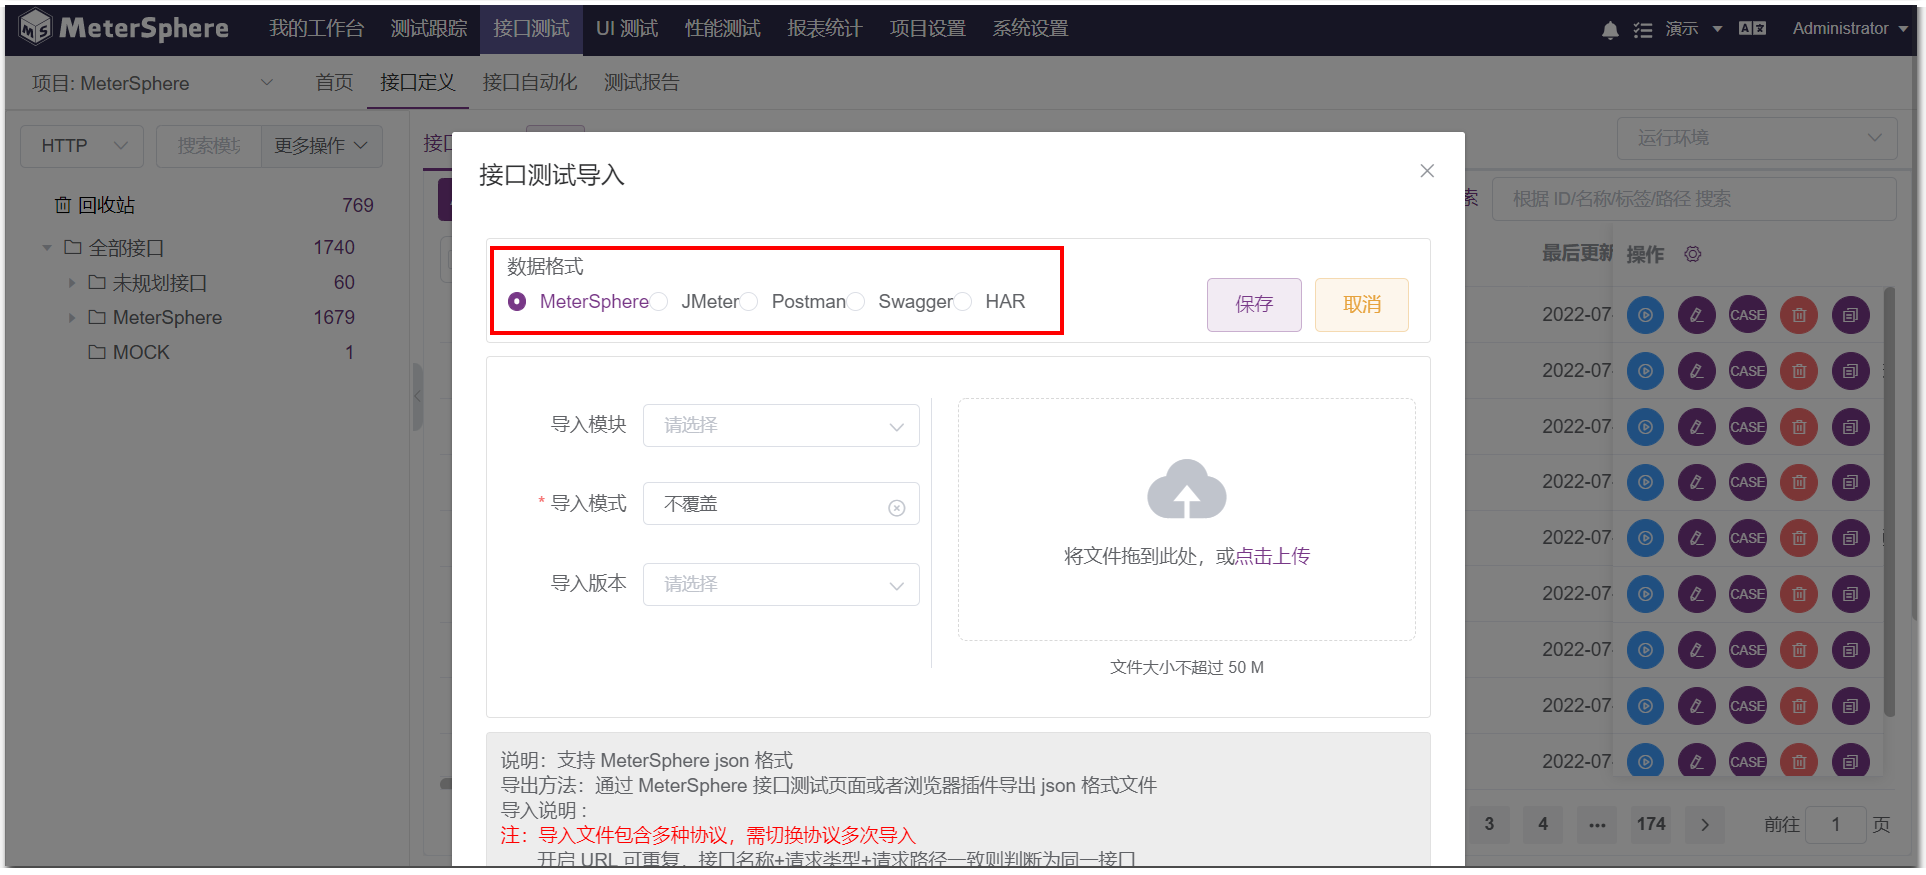 MeterSphere 我的工作台 测试跟踪 接口测试 UI 测试 性能测试 报表统计 项目设置 系统设置 演示 Administrator
项目: MeterSphere 首页 接口定义 接口自动化 测试报告
HTTP 搜索模块 更多操作 接口 运行环境
回收站 769
全部接口 1740
未规划接口 60
MeterSphere 1679
MOCK 1
索 根据 ID/名称/标签/路径 搜索
最后更新 操作
接口测试导入
数据格式
MeterSphere JMeter Postman Swagger HAR
保存 取消
导入模块 请选择
* 导入模式 不覆盖
导入版本 请选择
将文件拖到此处，或点击上传
文件大小不超过 50 M
说明：支持 MeterSphere json 格式
导出方法：通过 MeterSphere 接口测试页面或者浏览器插件导出 json 格式文件
导入说明：
注：导入文件包含多种协议，需切换协议多次导入
开启 URL 可重复，接口名称+请求类型+请求路径一致则判断为同一接口
2022-07 CASE
2022-07 CASE
2022-07 CASE
2022-07 CASE
2022-07 CASE
2022-07 CASE
2022-07 CASE
2022-07 CASE
2022-07 CASE
3 4 ••• 174 前往 1 页